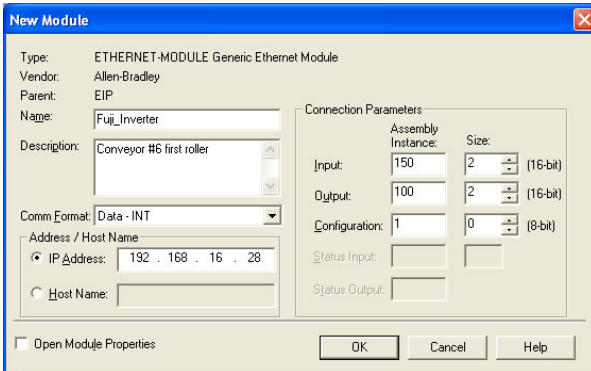 New Module
Type: ETHERNET-MODULE Generic Ethernet Module
Vendor: Allen-Bradley
Parent: EIP
Name: Fuji_Inverter
Description: Conveyor #6 first roller
Comm Format: Data - INT
Address / Host Name
IP Address: 192 . 168 . 16 . 28
Host Name:
Connection Parameters
Assembly Instance: Size:
Input: 150 2 (16-bit)
Output: 100 2 (16-bit)
Configuration: 1 0 (8-bit)
Status Input:
Status Output:
Open Module Properties
OK Cancel Help